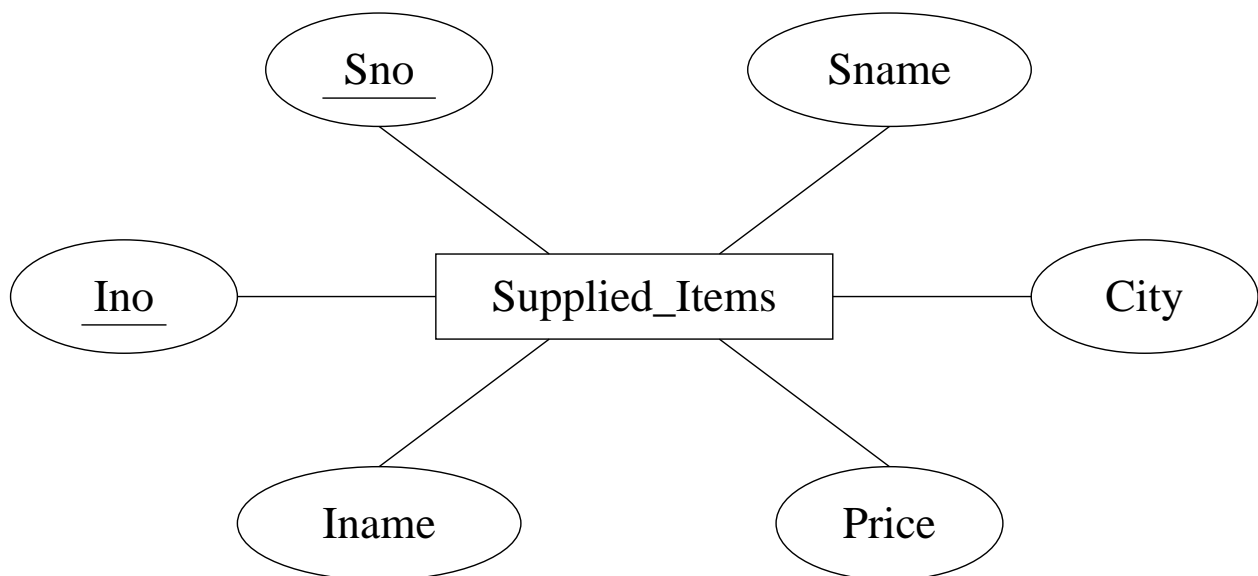 Sno
Sname
Ino
Supplied_Items
City
Iname
Price